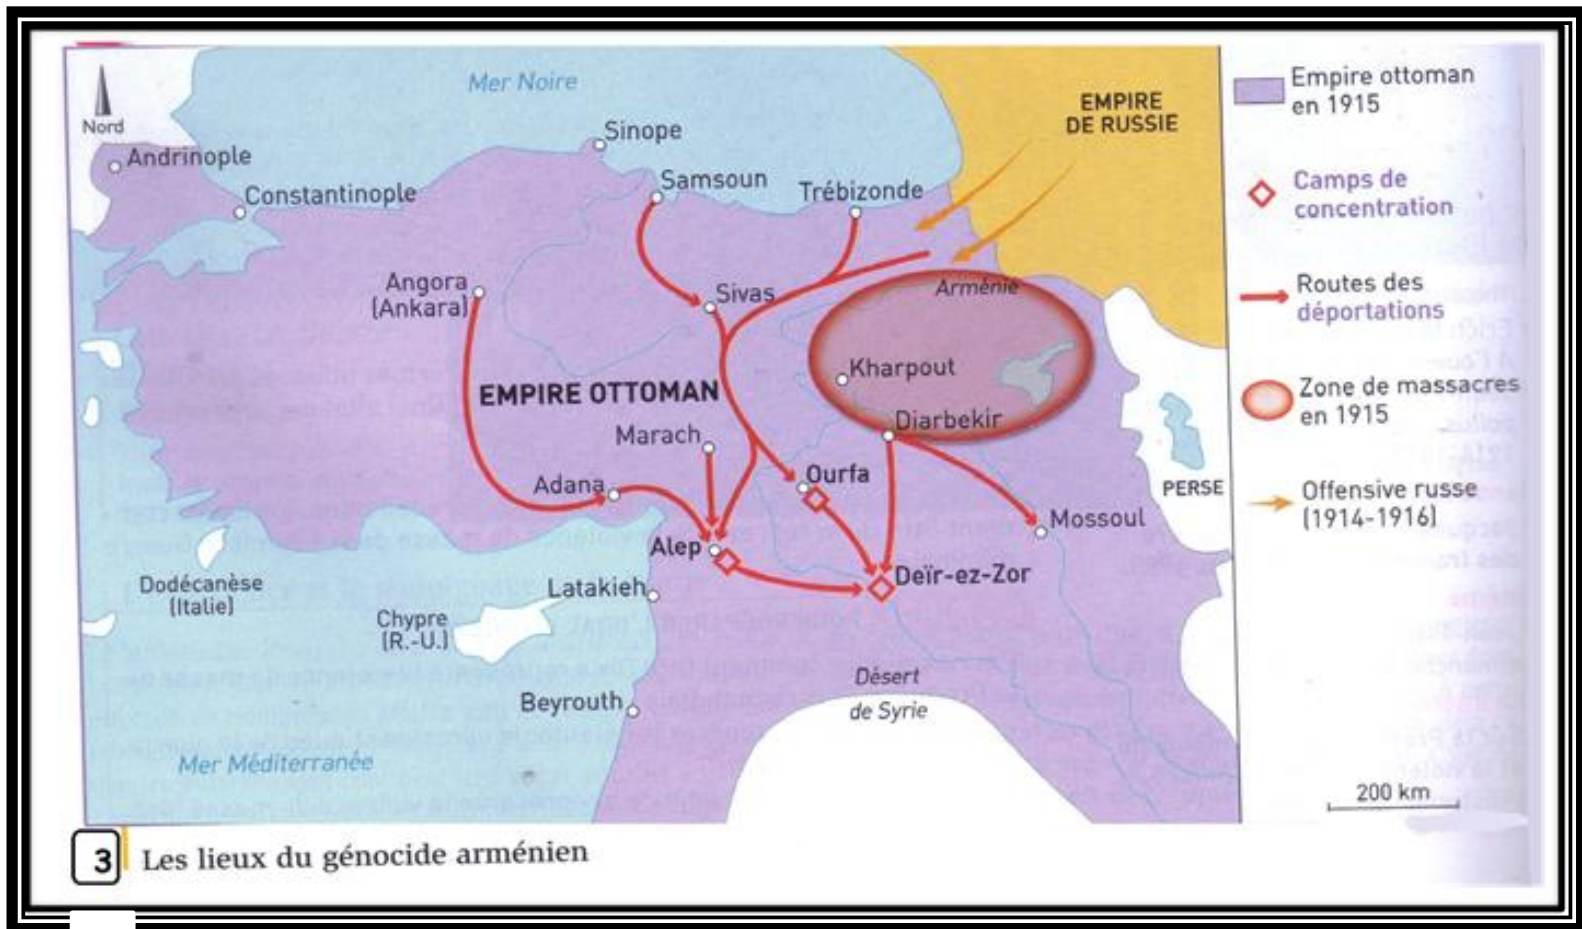 Mer Noire
Nord
Andrinople
Constantinople
Sinope
Samsoun
Trébizonde
EMPIRE
DE RUSSIE
Angora
(Ankara)
Sivas
Arménie
Kharpout
EMPIRE OTTOMAN
Diarbekir
Marach
Ourfa
Adana
PERSE
Mossoul
Alep
Deïr-ez-Zor
Dodécanèse
(Italie)
Latakieh
Chypre
(R.-U.)
Désert
de Syrie
Beyrouth
Mer Méditerranée
Empire ottoman
en 1915
Camps de
concentration
Routes des
déportations
Zone de massacres
en 1915
Offensive russe
(1914-1916)
200 km
3 Les lieux du génocide arménien